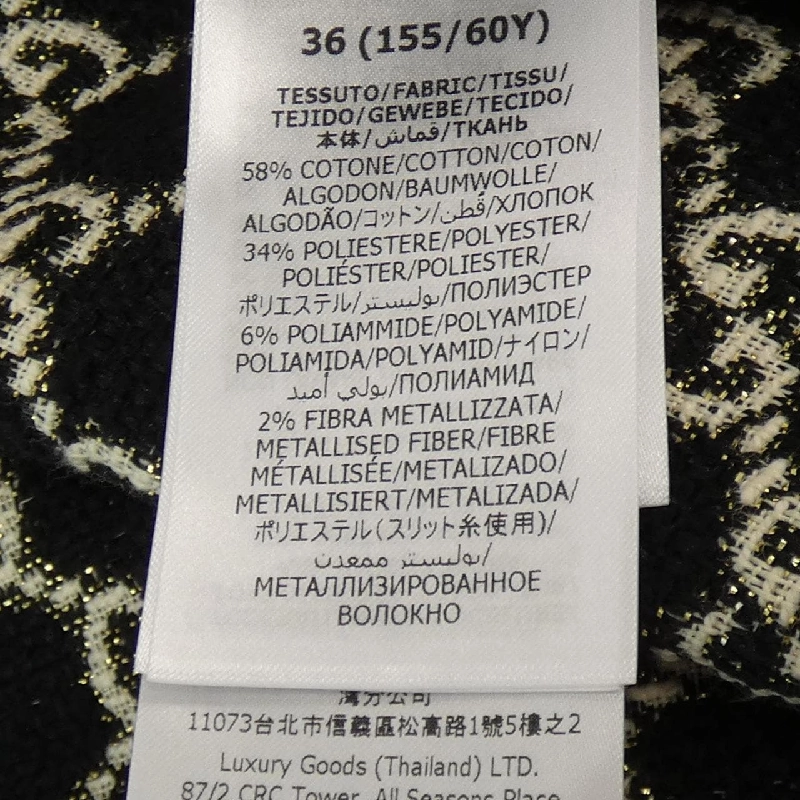 36 (155/60Y)
TESSUTO/FABRIC/TISSU/
TEJIDO/GEWEBE/TECIDO/
本体/قماش/ТКАНЬ
58% COTONE/COTTON/COTON/
ALGODON/BAUMWOLLE/
ALGODÃO/コットン/قُطن/ХЛОПОК
34% POLIESTERE/POLYESTER/
POLIÉSTER/POLIESTER/
ポリエステル/بوليستر/ПОЛИЭСТЕР
6% POLIAMMIDE/POLYAMIDE/
POLIAMIDA/POLYAMID/ナイロン/
بولي أميد/ПОЛИАМИД
2% FIBRA METALLIZZATA/
METALLISED FIBER/FIBRE
MÉTALLISÉE/METALIZADO/
METALLISIERT/METALIZADA/
ポリエステル(スリット糸使用)/
بوليستر ممعدن/
МЕТАЛЛИЗИРОВАННОЕ
ВОЛОКНО
灣分公司
11073台北市信義區松高路1號5樓之2
Luxury Goods (Thailand) LTD.
87/2 CRC Tower, All Seasons Place,